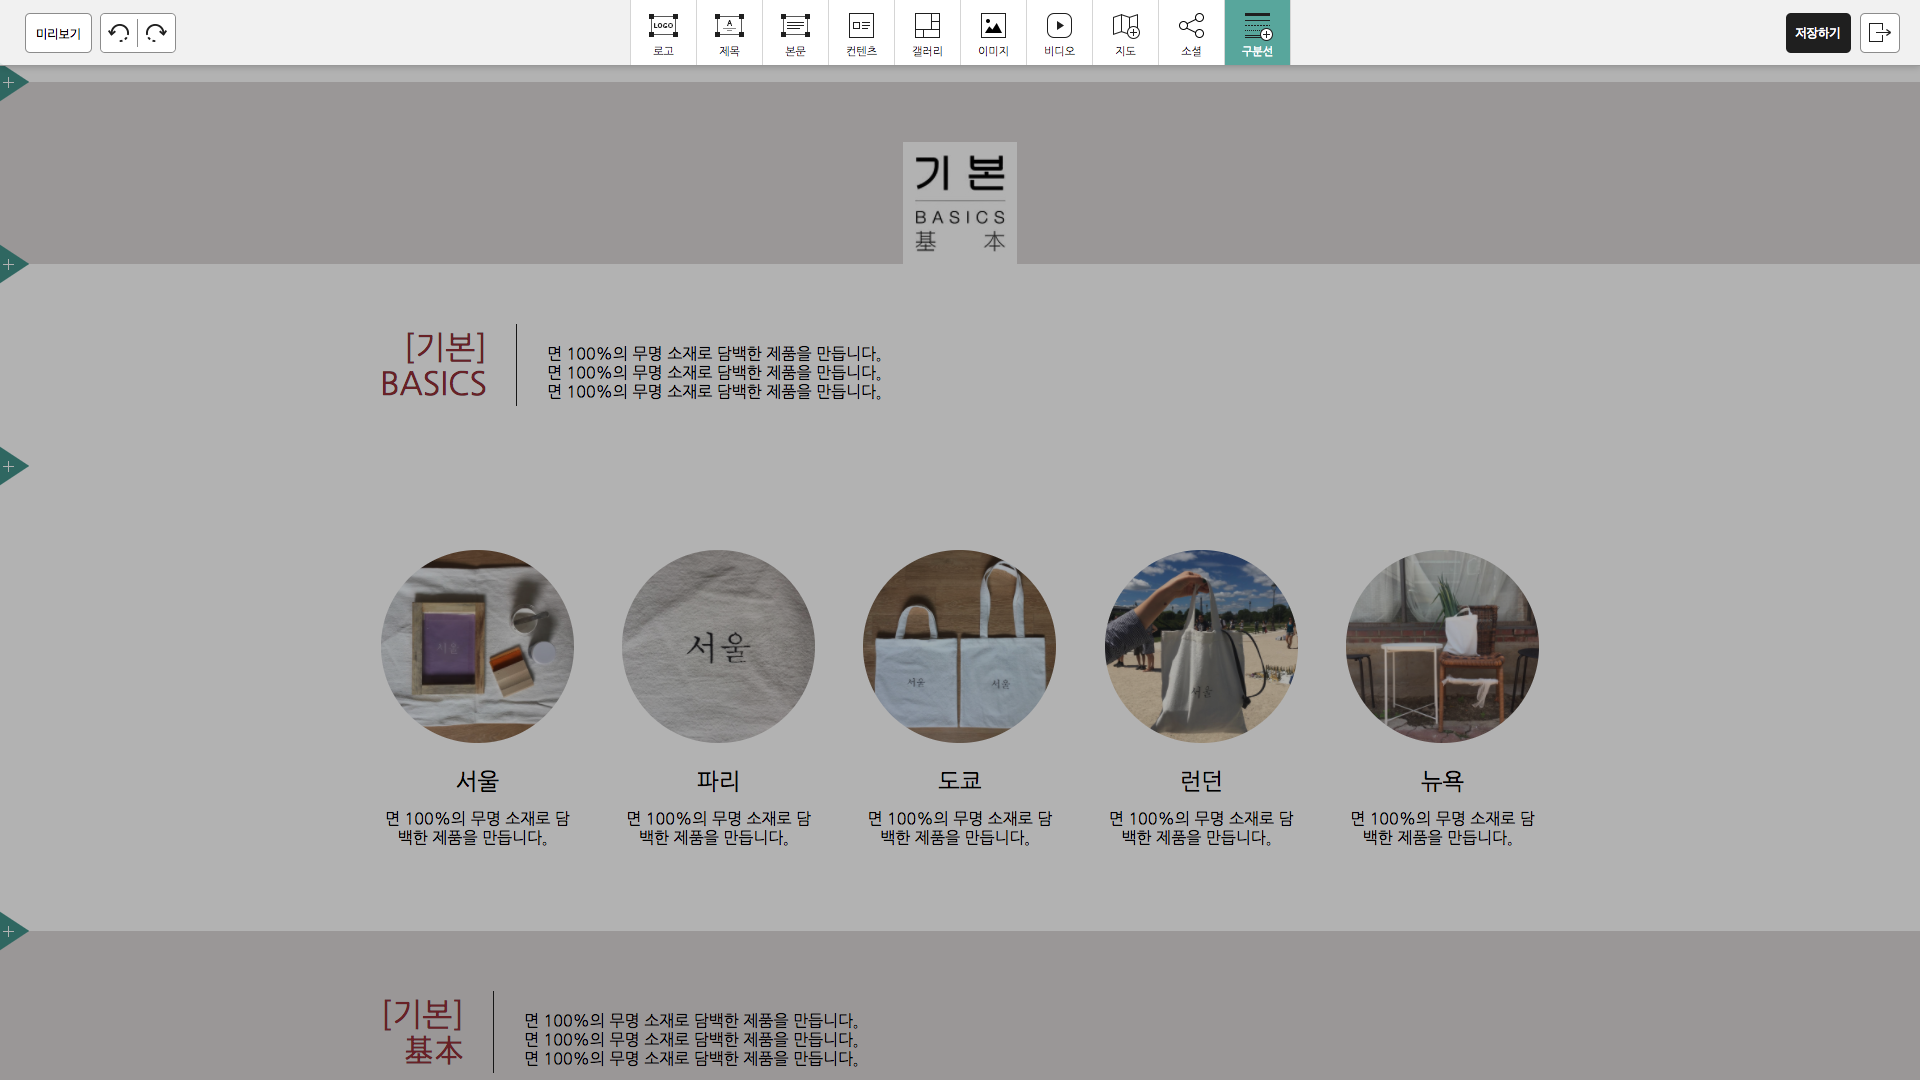 미리보기
LOGO
로고
A
제목
본문
컨텐츠
갤러리
이미지
비디오
지도
소셜
구분선
저장하기
기 본
BASICS
基 本
[기본]
BASICS
면 100%의 무명 소재로 담백한 제품을 만듭니다.
면 100%의 무명 소재로 담백한 제품을 만듭니다.
면 100%의 무명 소재로 담백한 제품을 만듭니다.
서울
서울
서울
서울
서울
서울
파리
도쿄
런던
뉴욕
면 100%의 무명 소재로 담
백한 제품을 만듭니다.
면 100%의 무명 소재로 담
백한 제품을 만듭니다.
면 100%의 무명 소재로 담
백한 제품을 만듭니다.
면 100%의 무명 소재로 담
백한 제품을 만듭니다.
면 100%의 무명 소재로 담
백한 제품을 만듭니다.
[기본]
基本
면 100%의 무명 소재로 담백한 제품을 만듭니다.
면 100%의 무명 소재로 담백한 제품을 만듭니다.
면 100%의 무명 소재로 담백한 제품을 만듭니다.